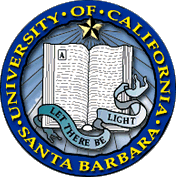 UNIVERSITY · OF · CALIFORNIA
SANTA BARBARA
A
LET THERE BE
LIGHT